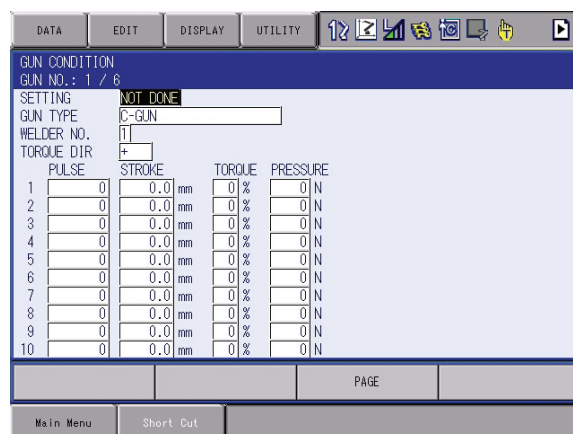 DATA EDIT DISPLAY UTILITY
GUN CONDITION
GUN NO.: 1 / 6
SETTING NOT DONE
GUN TYPE C-GUN
WELDER NO. 1
TORQUE DIR +
PULSE STROKE TORQUE PRESSURE
1 0 0.0 mm 0 % 0 N
2 0 0.0 mm 0 % 0 N
3 0 0.0 mm 0 % 0 N
4 0 0.0 mm 0 % 0 N
5 0 0.0 mm 0 % 0 N
6 0 0.0 mm 0 % 0 N
7 0 0.0 mm 0 % 0 N
8 0 0.0 mm 0 % 0 N
9 0 0.0 mm 0 % 0 N
10 0 0.0 mm 0 % 0 N
PAGE
Main Menu Short Cut